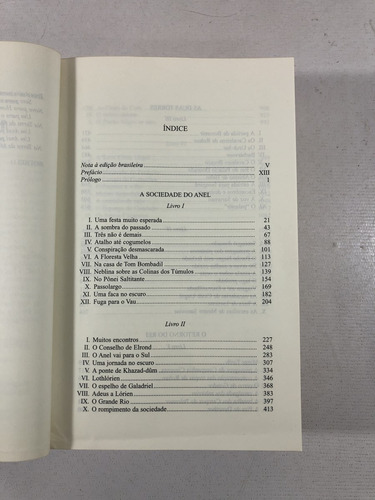 ÍNDICE
Nota à edição brasileira V
Prefácio XIII
Prólogo 1
A SOCIEDADE DO ANEL
Livro I
I. Uma festa muito esperada 21
II. A sombra do passado 43
III. Três não é demais 67
IV. Atalho até cogumelos 88
V. Conspiração desmascarada 101
VI. A Floresta Velha 113
VII. Na casa de Tom Bombadil 127
VIII. Neblina sobre as Colinas dos Túmulos 139
IX. No Pônei Saltitante 154
X. Passolargo 169
XI. Uma faca no escuro 182
XII. Fuga para o Vau 204
Livro II
I. Muitos encontros 227
II. O Conselho de Elrond 248
III. O Anel vai para o Sul 283
IV. Uma jornada no escuro 307
V. A ponte de Khazad-dûm 334
VI. Lothlórien 346
VII. O espelho de Galadriel 368
VIII. Adeus a Lórien 383
IX. O Grande Rio 397
X. O rompimento da sociedade 413